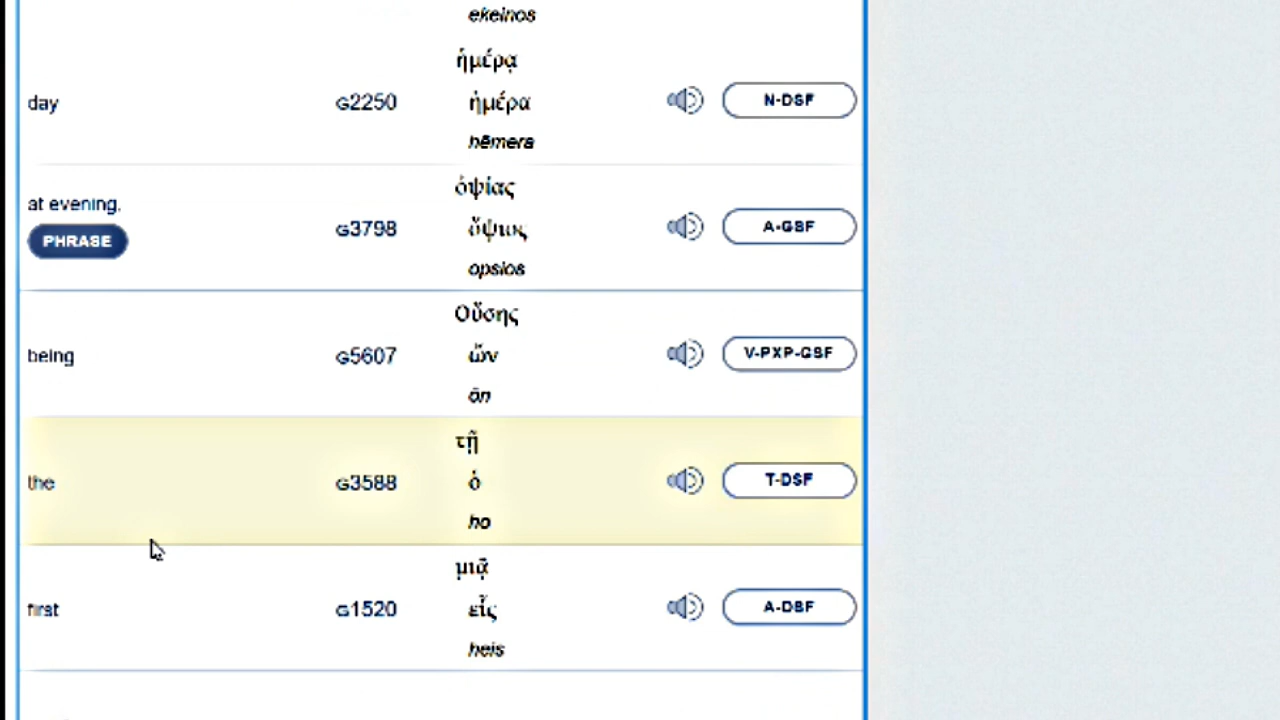 ekeinos
ἡμέρᾳ
day G2250 ἡμέρα N-DSF
hēmera
ὀψίας
at evening,
G3798 ὄψιος A-GSF
PHRASE
opsios
Οὔσης
being G5607 ὤν V-PXP-GSF
ōn
τῇ
the G3588 ὁ T-DSF
ho
μιᾷ
first G1520 εἷς A-DSF
heis